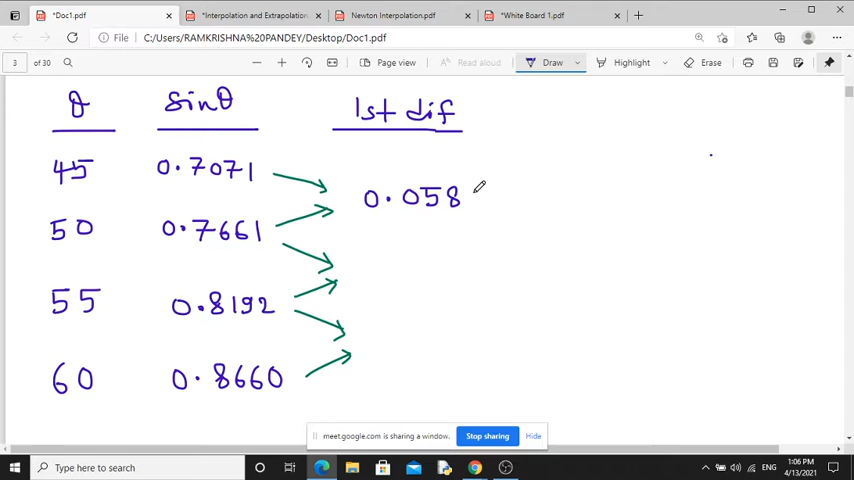 *Doc1.pdf
*Interpolation and Extrapolation.
Newton Interpolation.pdf
*White Board 1.pdf
File C:/Users/RAMKRISHNA%20PANDEY/Desktop/Doc1.pdf
3 of 30
Page view
Read aloud
Draw
Highlight
Erase
θ sinθ 1st dif
45 0.7071
0.058
50 0.7661
55 0.8192
60 0.8660
meet.google.com is sharing a window. Stop sharing Hide
Type here to search
ENG
1:06 PM
4/13/2021